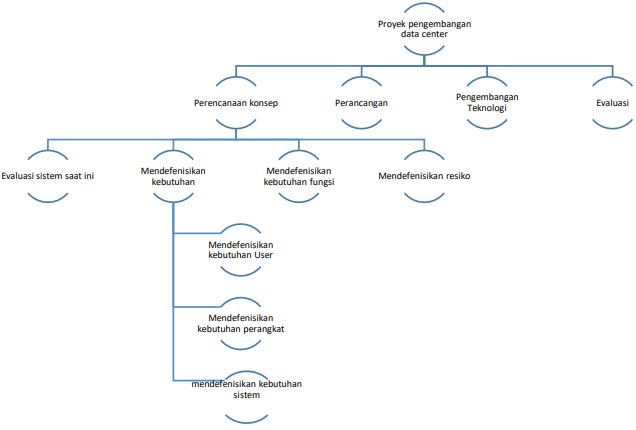 Proyek pengembangan
data center
Perencanaan konsep
Perancangan
Pengembangan
Teknologi
Evaluasi
Evaluasi sistem saat ini
Mendefenisikan
kebutuhan
Mendefenisikan
kebutuhan fungsi
Mendefenisikan resiko
Mendefenisikan
kebutuhan User
Mendefenisikan
kebutuhan perangkat
mendefenisikan kebutuhan
sistem